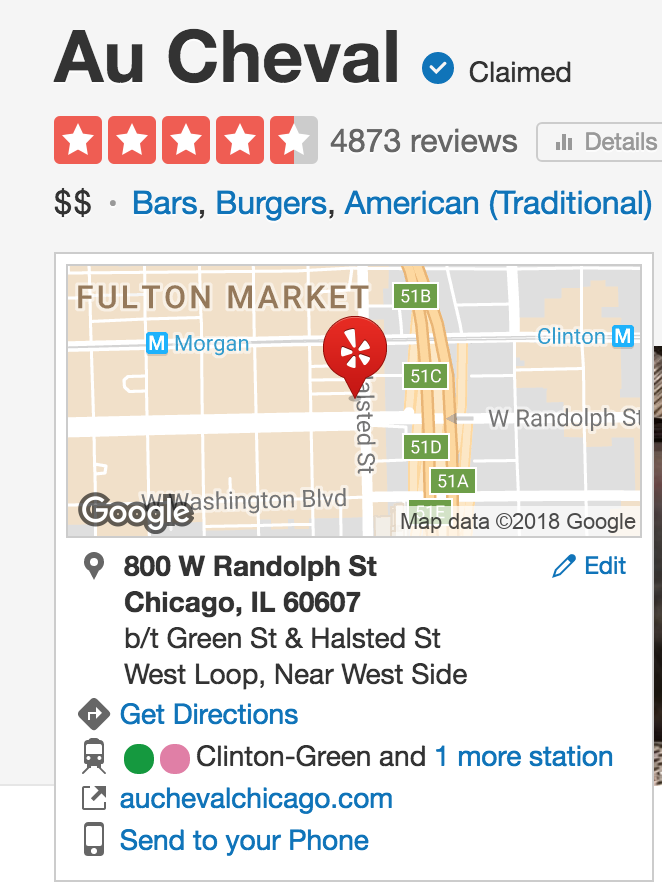 Au Cheval Claimed
4873 reviews Details
$$ · Bars, Burgers, American (Traditional)
FULTON MARKET
51B
M Morgan
Clinton M
51C
W Randolph St
Halsted St
51D
51A
W Washington Blvd
51E
Google
Map data ©2018 Google
800 W Randolph St
Edit
Chicago, IL 60607
b/t Green St & Halsted St
West Loop, Near West Side
Get Directions
Clinton-Green and 1 more station
auchevalchicago.com
Send to your Phone